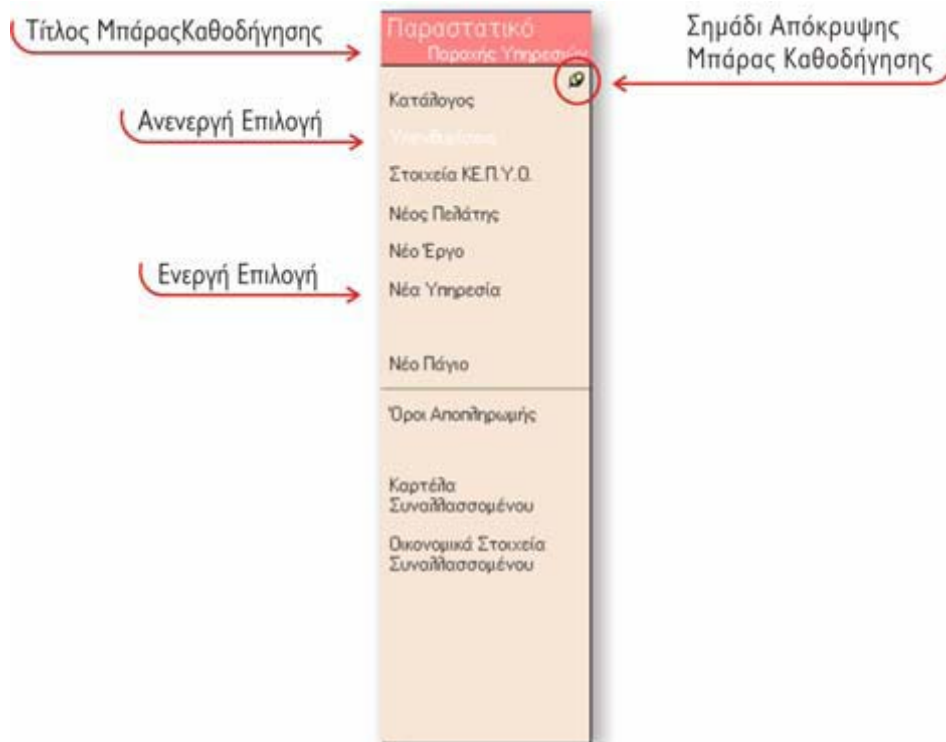 Τίτλος ΜπάραςΚαθοδήγησης
Παραστατικό
Παροχής Υπηρεσιών
Σημάδι Απόκρυψης
Μπάρας Καθοδήγησης
Κατάλογος
Ανενεργή Επιλογή
Υπενθυμίσεις
Στοιχεία ΚΕ.Π.Υ.Ο.
Νέος Πελάτης
Νέο Έργο
Ενεργή Επιλογή
Νέα Υπηρεσία
Νέο Πάγιο
Όροι Αποπληρωμής
Καρτέλα
Συναλλασσομένου
Οικονομικά Στοιχεία
Συναλλασσομένου